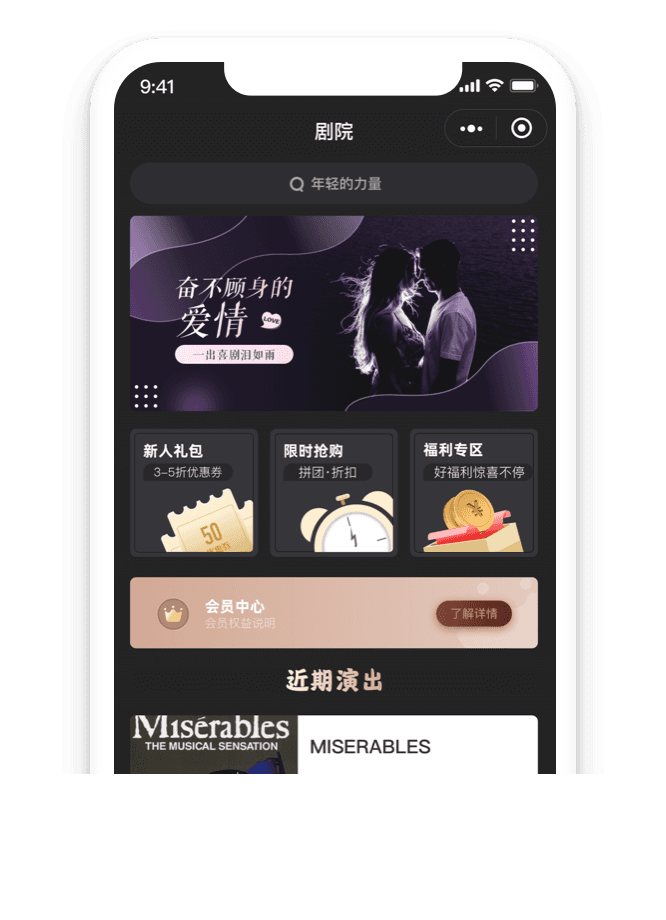 9:41
剧院
年轻的力量
奋不顾身的
爱情
LOVE
一出喜剧泪如雨
新人礼包
3-5折优惠券
50
限时抢购
拼团·折扣
福利专区
好福利惊喜不停
¥
会员中心
会员权益说明
了解详情
近期演出
Misérables
THE MUSICAL SENSATION
MISERABLES